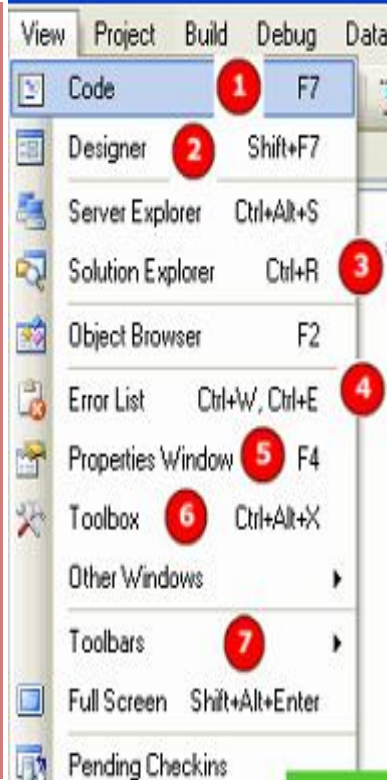 View Project Build Debug Data
Code 1 F7
Designer 2 Shift+F7
Server Explorer Ctrl+Alt+S
Solution Explorer Ctrl+R 3
Object Browser F2
Error List Ctrl+W, Ctrl+E 4
Properties Window 5 F4
Toolbox 6 Ctrl+Alt+X
Other Windows
Toolbars 7
Full Screen Shift+Alt+Enter
Pending Checkins